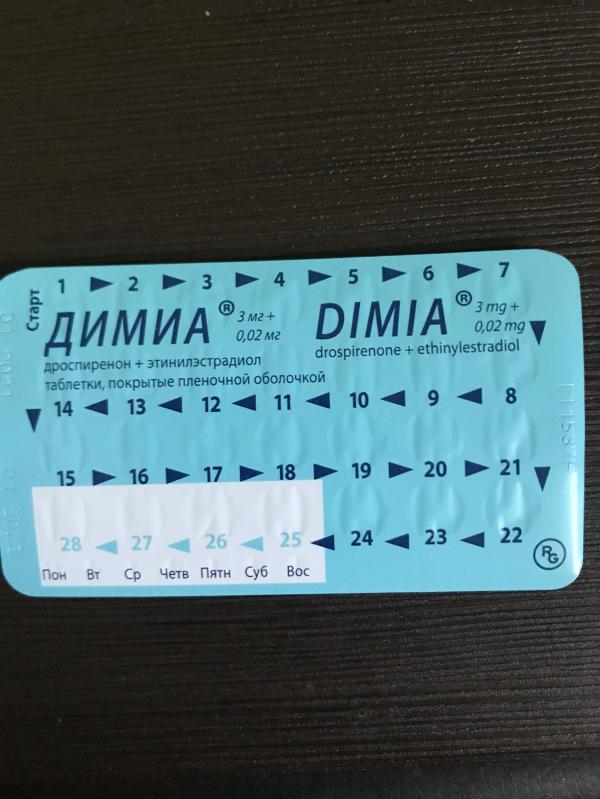 Старт
1 2 3 4 5 6 7
ДИМИА® 3 мг +
0,02 мг
DIMIA® 3 mg +
0,02 mg
дроспиренон + этинилэстрадиол
таблетки, покрытые пленочной оболочкой
drospirenone + ethinylestradiol
14 13 12 11 10 9 8
15 16 17 18 19 20 21
28 27 26 25 24 23 22
RG
Пон Вт Ср Четв Пятн Суб Вос